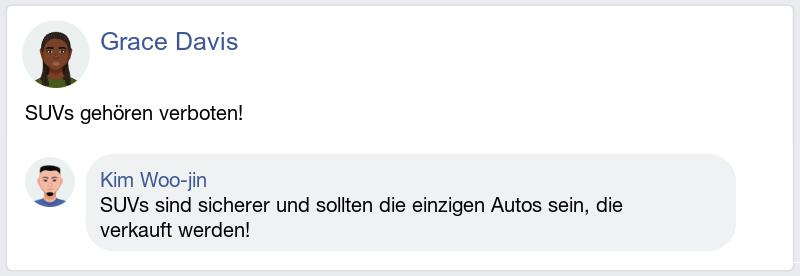 Grace Davis
SUVs gehören verboten!
Kim Woo-jin
SUVs sind sicherer und sollten die einzigen Autos sein, die
verkauft werden!